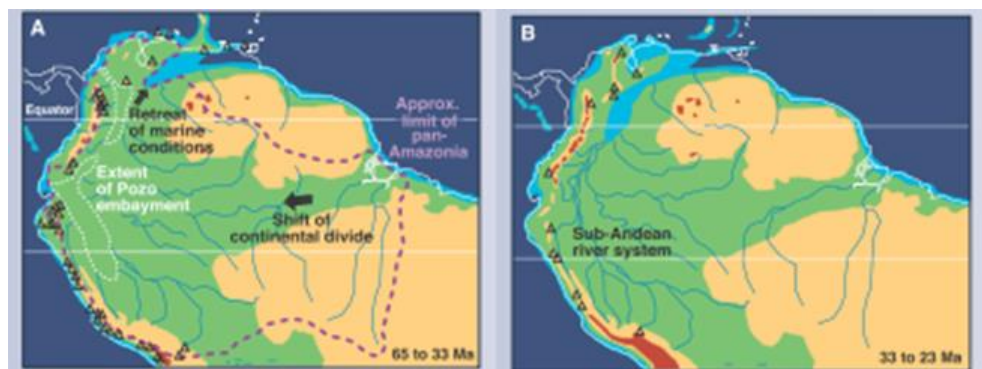 A
Equator
Retreat
of marine
conditions
Approx.
limit of
pan-
Amazonia
Extent
of Pozo
embayment
Shift of
continental divide
65 to 33 Ma
B
Sub-Andean
river system
33 to 23 Ma